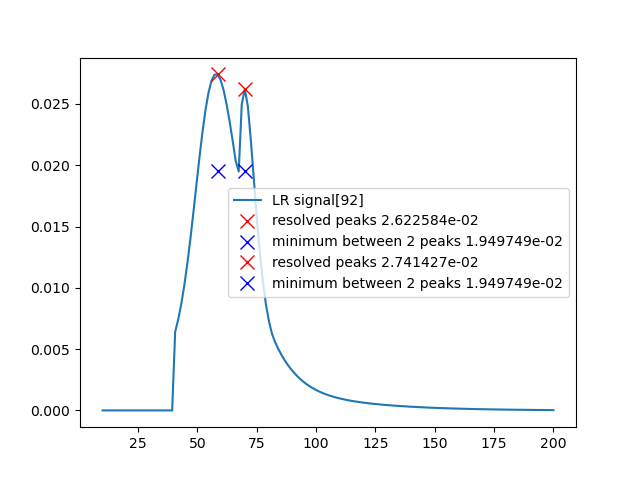 0.025
0.020
0.015
0.010
0.005
0.000
LR signal[92]
resolved peaks 2.622584e-02
minimum between 2 peaks 1.949749e-02
resolved peaks 2.741427e-02
minimum between 2 peaks 1.949749e-02
25 50 75 100 125 150 175 200